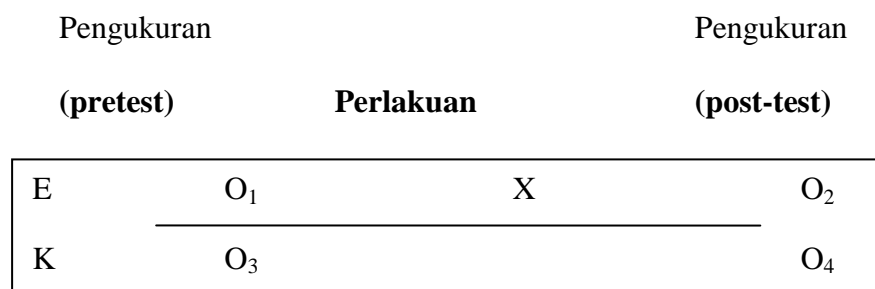 Pengukuran Pengukuran
(pretest) Perlakuan (post-test)
E O₁ X O₂
K O₃ O₄